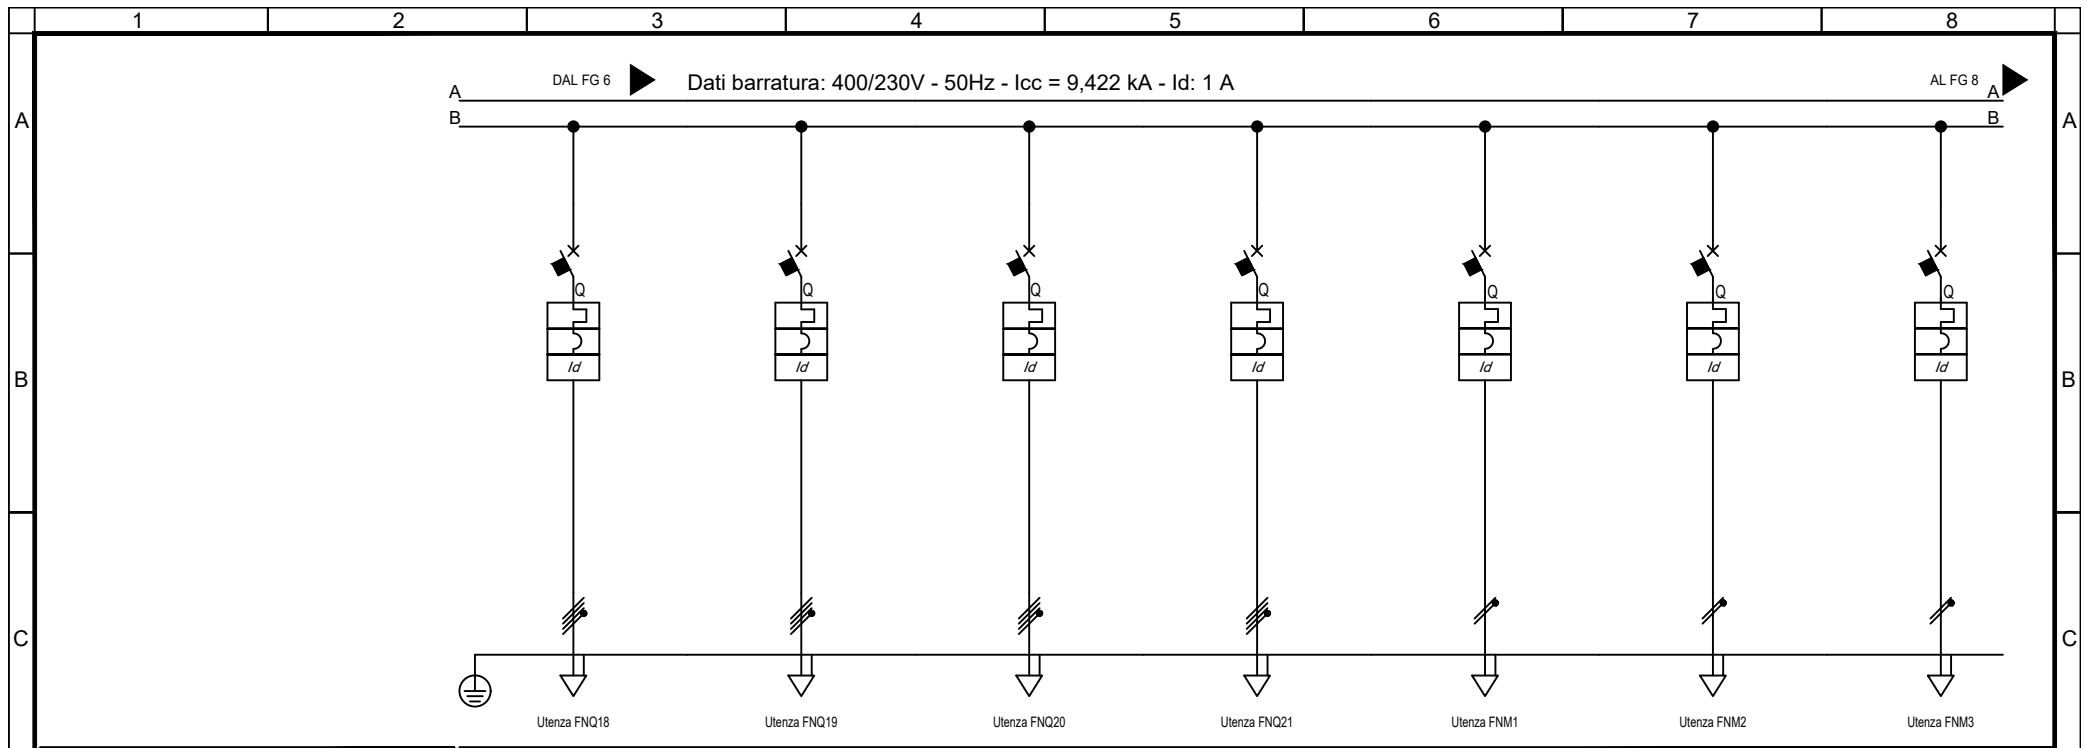 1 2 3 4 5 6 7 8
DAL FG 6 Dati barratura: 400/230V - 50Hz - Icc = 9,422 kA - Id: 1 A AL FG 8
A A
B B
A A
Q Q Q Q Q Q Q
Id Id Id Id Id Id Id
B B
C C
Utenza FNQ18 Utenza FNQ19 Utenza FNQ20 Utenza FNQ21 Utenza FNM1 Utenza FNM2 Utenza FNM3